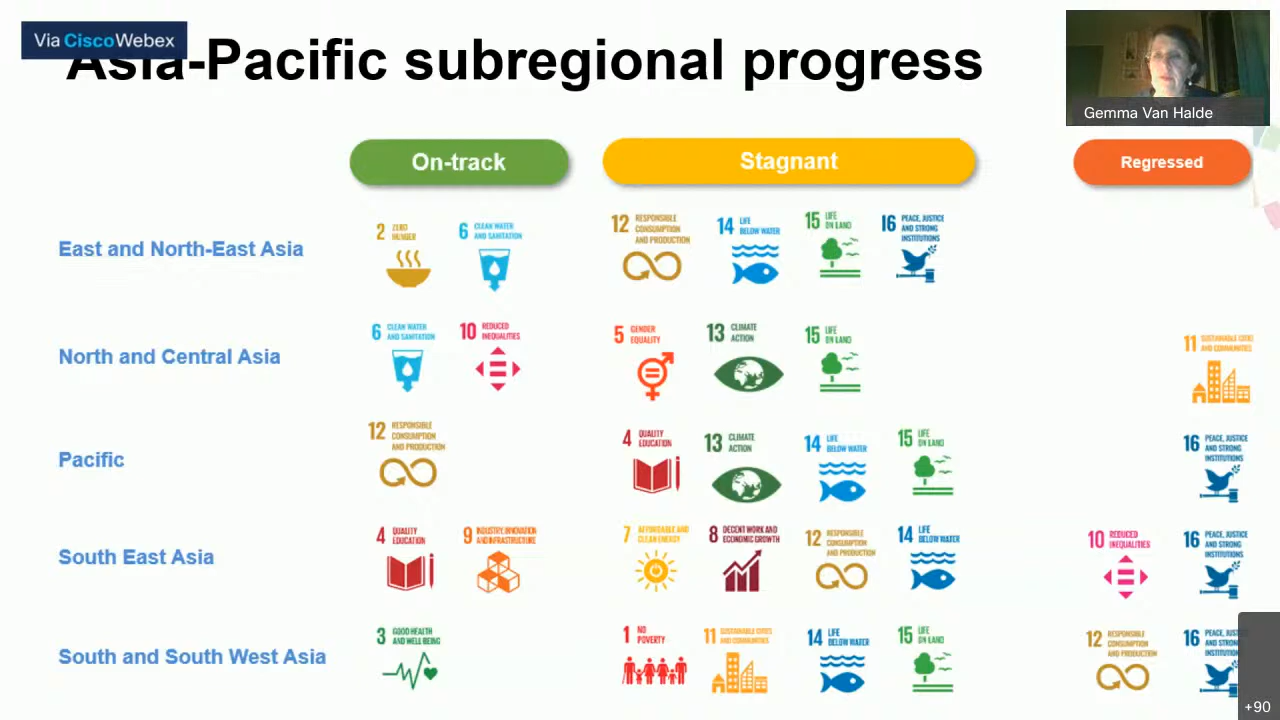 Via CiscoWebex
Asia-Pacific subregional progress
Gemma Van Halde
On-track
Stagnant
Regressed
East and North-East Asia
2 ZERO
HUNGER
6 CLEAN WATER
AND SANITATION
12 RESPONSIBLE
CONSUMPTION
AND PRODUCTION
14 LIFE
BELOW WATER
15 LIFE
ON LAND
16 PEACE, JUSTICE
AND STRONG
INSTITUTIONS
North and Central Asia
6 CLEAN WATER
AND SANITATION
10 REDUCED
INEQUALITIES
5 GENDER
EQUALITY
13 CLIMATE
ACTION
15 LIFE
ON LAND
11 SUSTAINABLE CITIES
AND COMMUNITIES
Pacific
12 RESPONSIBLE
CONSUMPTION
AND PRODUCTION
4 QUALITY
EDUCATION
13 CLIMATE
ACTION
14 LIFE
BELOW WATER
15 LIFE
ON LAND
16 PEACE, JUSTICE
AND STRONG
INSTITUTIONS
South East Asia
4 QUALITY
EDUCATION
9 INDUSTRY, INNOVATION
AND INFRASTRUCTURE
7 AFFORDABLE AND
CLEAN ENERGY
8 DECENT WORK AND
ECONOMIC GROWTH
12 RESPONSIBLE
CONSUMPTION
AND PRODUCTION
14 LIFE
BELOW WATER
10 REDUCED
INEQUALITIES
16 PEACE, JUSTICE
AND STRONG
INSTITUTIONS
South and South West Asia
3 GOOD HEALTH
AND WELL BEING
1 NO
POVERTY
11 SUSTAINABLE CITIES
AND COMMUNITIES
14 LIFE
BELOW WATER
15 LIFE
ON LAND
12 RESPONSIBLE
CONSUMPTION
AND PRODUCTION
16 PEACE, JUSTICE
AND STRONG
INSTITUTIONS
+90